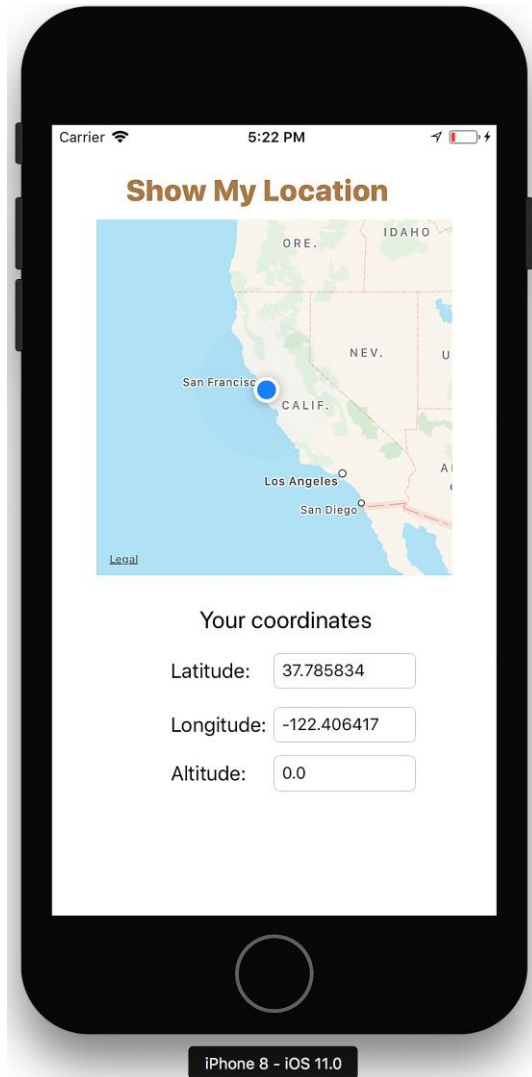 Carrier 5:22 PM
Show My Location
IDAHO
ORE.
NEV.
U
San Francisc
CALIF.
A
Los Angeles
San Diego
Legal
Your coordinates
Latitude: 37.785834
Longitude: -122.406417
Altitude: 0.0
iPhone 8 - iOS 11.0